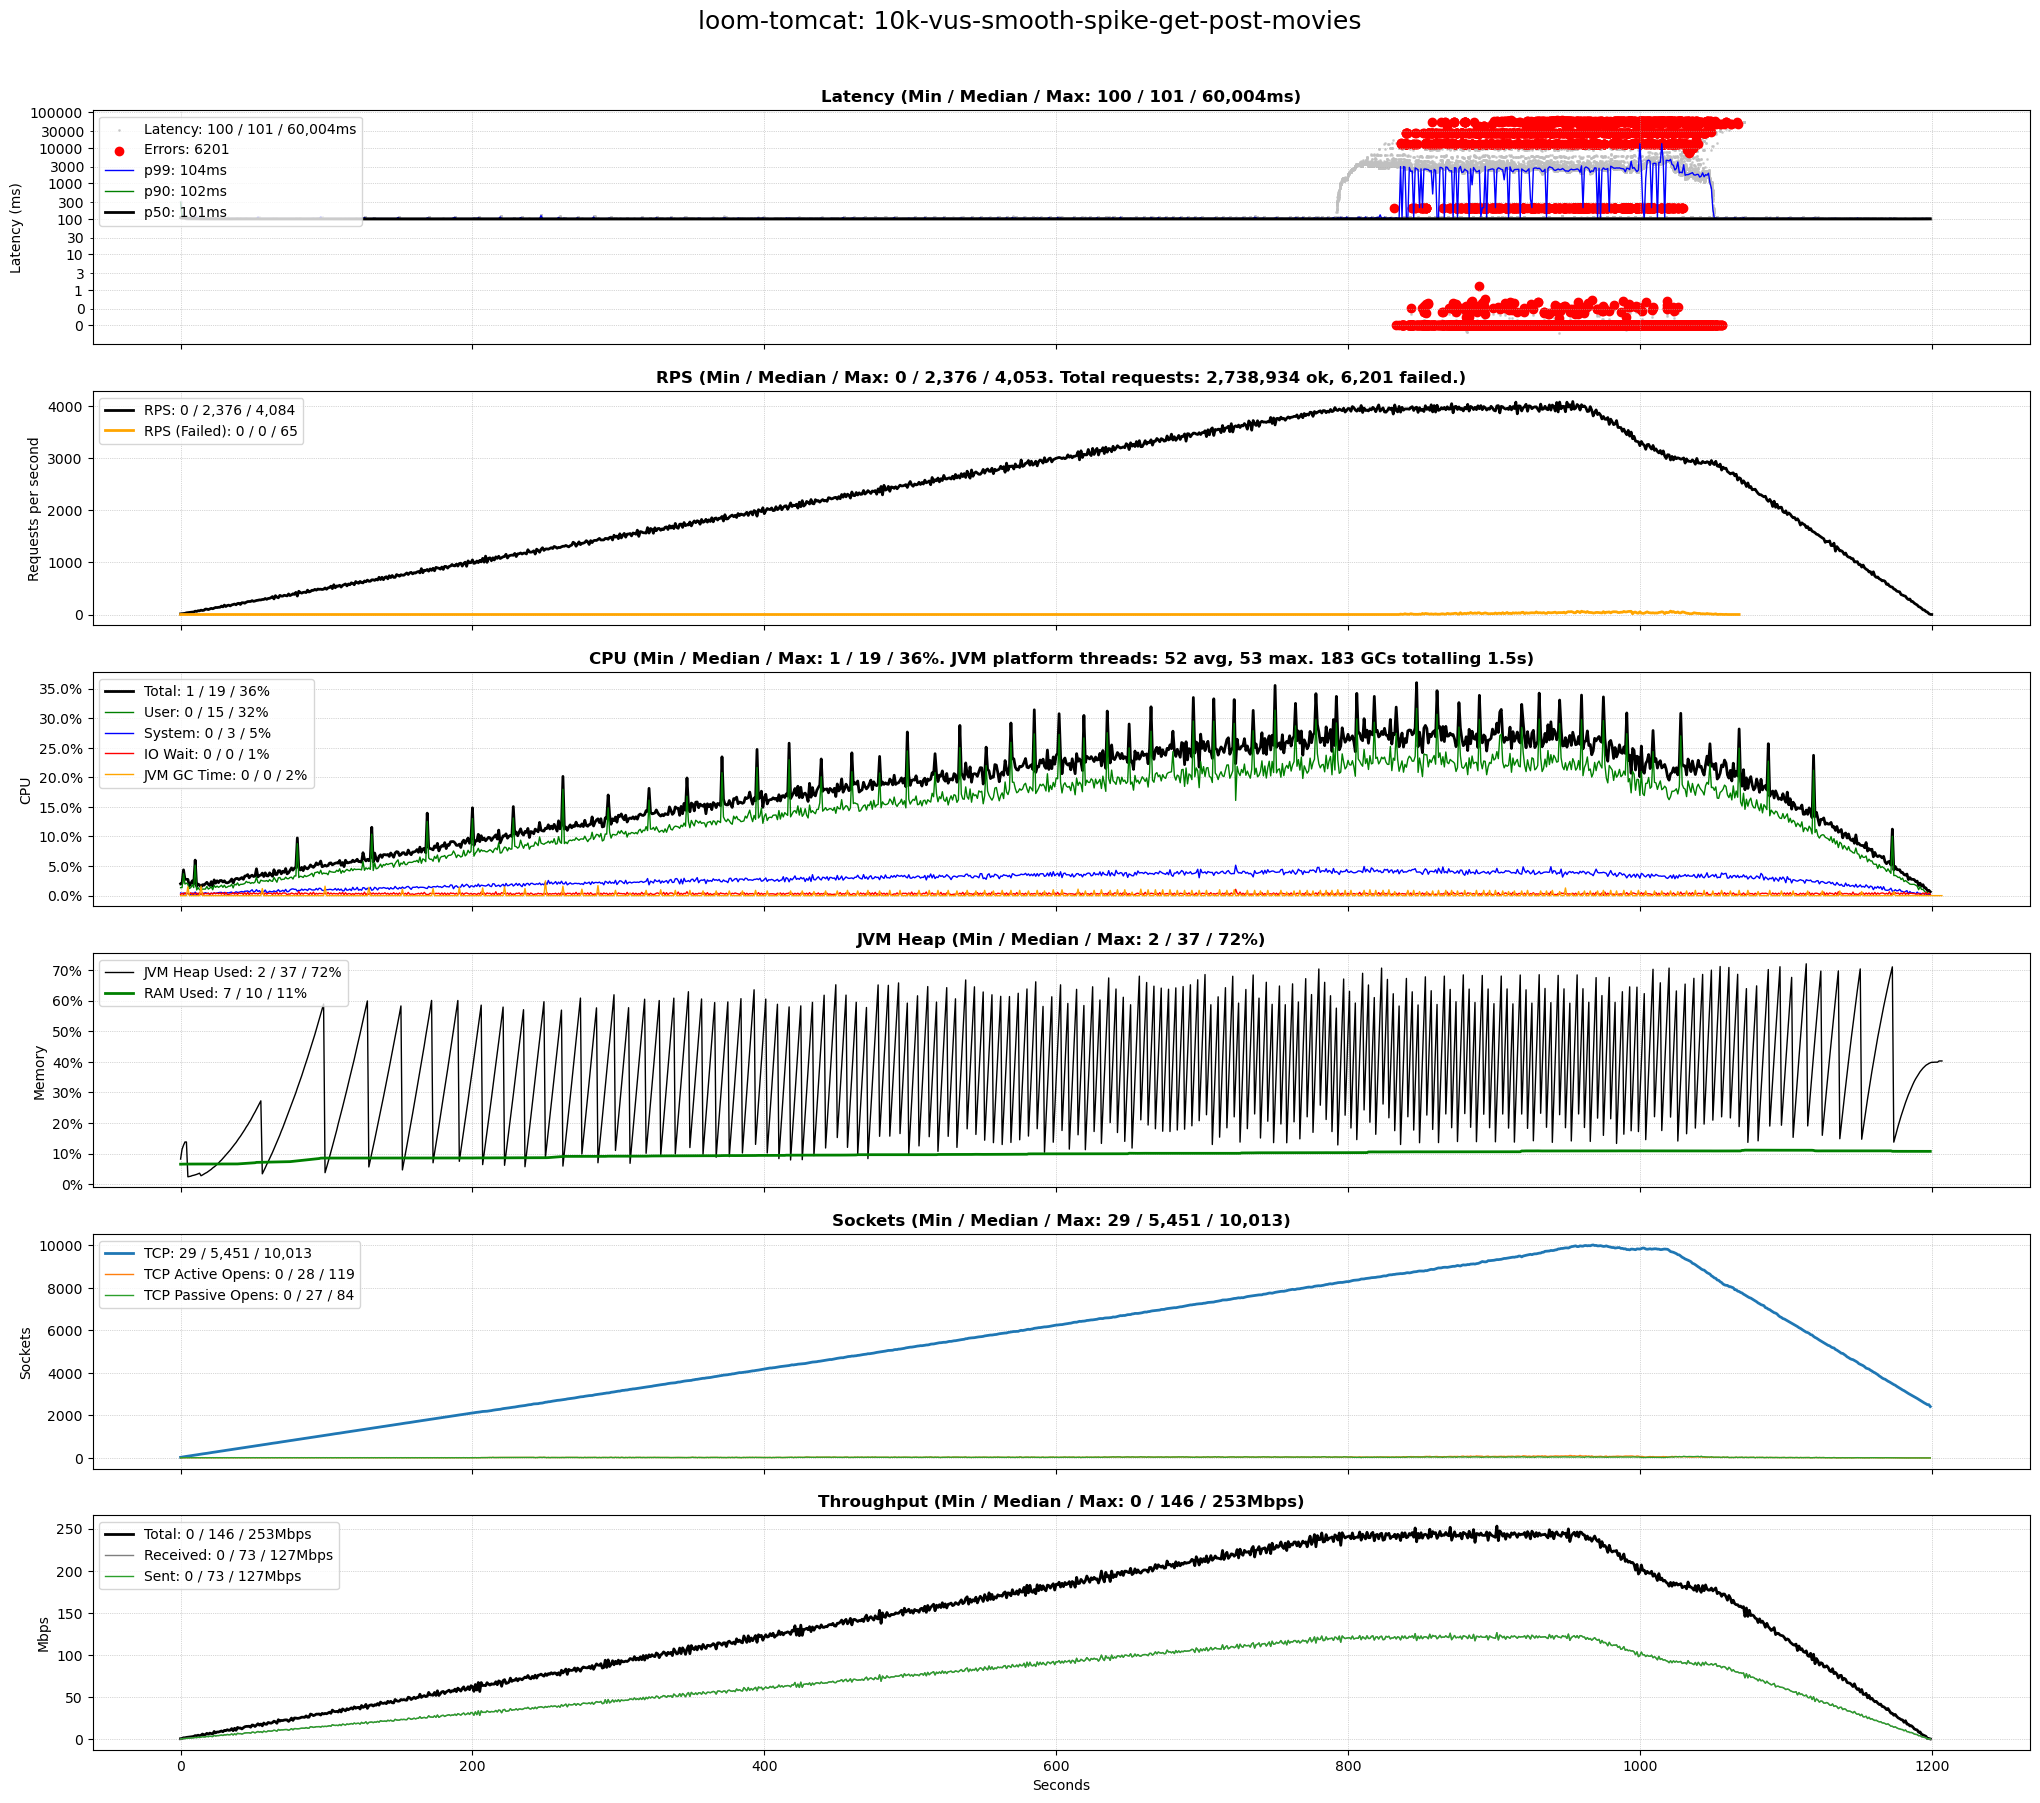 loom-tomcat: 10k-vus-smooth-spike-get-post-movies
Latency (Min / Median / Max: 100 / 101 / 60,004ms)
Latency (ms)
100000
30000
10000
3000
1000
300
100
30
10
3
1
0
0
Latency: 100 / 101 / 60,004ms
Errors: 6201
p99: 104ms
p90: 102ms
p50: 101ms
RPS (Min / Median / Max: 0 / 2,376 / 4,053. Total requests: 2,738,934 ok, 6,201 failed.)
Requests per second
4000
3000
2000
1000
0
RPS: 0 / 2,376 / 4,084
RPS (Failed): 0 / 0 / 65
CPU (Min / Median / Max: 1 / 19 / 36%. JVM platform threads: 52 avg, 53 max. 183 GCs totalling 1.5s)
CPU
35.0%
30.0%
25.0%
20.0%
15.0%
10.0%
5.0%
0.0%
Total: 1 / 19 / 36%
User: 0 / 15 / 32%
System: 0 / 3 / 5%
IO Wait: 0 / 0 / 1%
JVM GC Time: 0 / 0 / 2%
JVM Heap (Min / Median / Max: 2 / 37 / 72%)
Memory
70%
60%
50%
40%
30%
20%
10%
0%
JVM Heap Used: 2 / 37 / 72%
RAM Used: 7 / 10 / 11%
Sockets (Min / Median / Max: 29 / 5,451 / 10,013)
Sockets
10000
8000
6000
4000
2000
0
TCP: 29 / 5,451 / 10,013
TCP Active Opens: 0 / 28 / 119
TCP Passive Opens: 0 / 27 / 84
Throughput (Min / Median / Max: 0 / 146 / 253Mbps)
Mbps
250
200
150
100
50
0
Total: 0 / 146 / 253Mbps
Received: 0 / 73 / 127Mbps
Sent: 0 / 73 / 127Mbps
0 200 400 600 800 1000 1200
Seconds